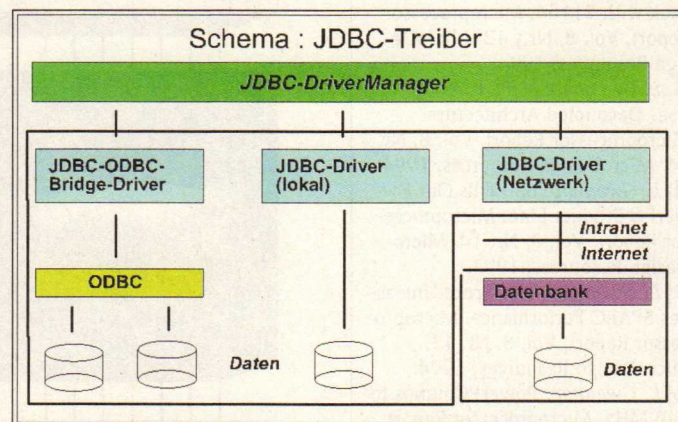 Schema : JDBC-Treiber
JDBC-DriverManager
JDBC-ODBC-
Bridge-Driver
JDBC-Driver
(lokal)
JDBC-Driver
(Netzwerk)
Intranet
Internet
ODBC
Datenbank
Daten
Daten